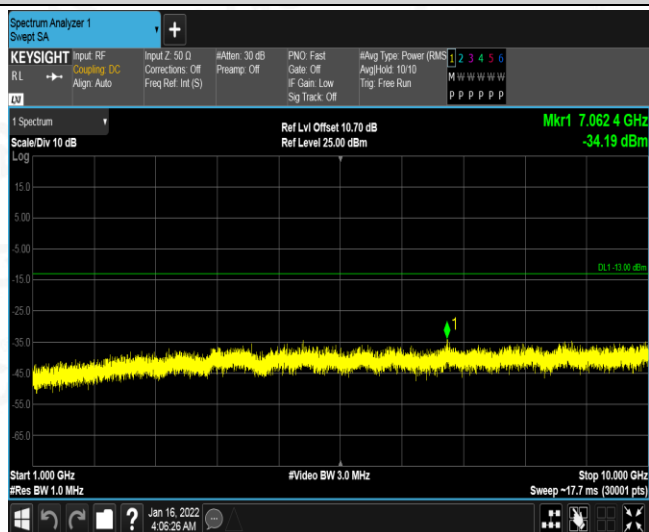 Spectrum Analyzer 1
Swept SA
KEYSIGHT
RL
Input: RF
Coupling: DC
Align: Auto
Input Z: 50 Ω
Corrections: Off
Freq Ref: Int (S)
#Atten: 30 dB
Preamp: Off
PNO: Fast
Gate: Off
IF Gain: Low
Sig Track: Off
#Avg Type: Power (RMS
Avg|Hold: 10/10
Trig: Free Run
1 2 3 4 5 6
M W W W W W
P P P P P P
LXI
1 Spectrum
Scale/Div 10 dB
Log
Ref Lvl Offset 10.70 dB
Ref Level 25.00 dBm
Mkr1 7.062 4 GHz
-34.19 dBm
15.0
5.00
-5.00
DL1 -13.00 dBm
-15.0
-25.0
1
-35.0
-45.0
-55.0
-65.0
Start 1.000 GHz
#Res BW 1.0 MHz
#Video BW 3.0 MHz
Stop 10.000 GHz
Sweep ~17.7 ms (30001 pts)
?
Jan 16, 2022
4:06:26 AM